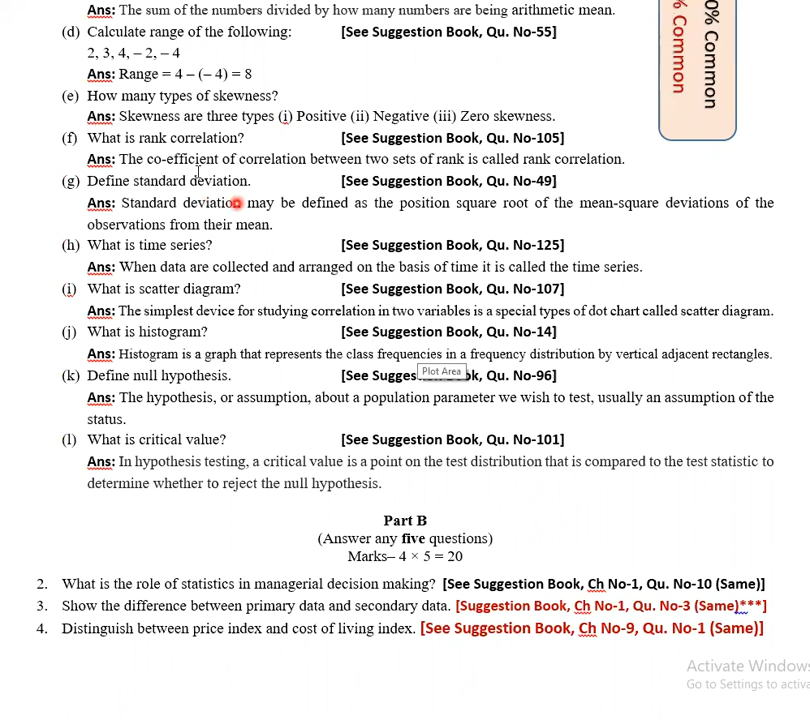 Ans: The sum of the numbers divided by how many numbers are being arithmetic mean.
(d) Calculate range of the following: [See Suggestion Book, Qu. No-55]
2, 3, 4, – 2, – 4
Ans: Range = 4 – (– 4) = 8
(e) How many types of skewness?
Ans: Skewness are three types (i) Positive (ii) Negative (iii) Zero skewness.
(f) What is rank correlation? [See Suggestion Book, Qu. No-105]
Ans: The co-efficient of correlation between two sets of rank is called rank correlation.
(g) Define standard deviation. [See Suggestion Book, Qu. No-49]
Ans: Standard deviation may be defined as the position square root of the mean-square deviations of the
observations from their mean.
(h) What is time series? [See Suggestion Book, Qu. No-125]
Ans: When data are collected and arranged on the basis of time it is called the time series.
(i) What is scatter diagram? [See Suggestion Book, Qu. No-107]
Ans: The simplest device for studying correlation in two variables is a special types of dot chart called scatter diagram.
(j) What is histogram? [See Suggestion Book, Qu. No-14]
Ans: Histogram is a graph that represents the class frequencies in a frequency distribution by vertical adjacent rectangles.
Plot Area
(k) Define null hypothesis. [See Sugges ok, Qu. No-96]
Ans: The hypothesis, or assumption, about a population parameter we wish to test, usually an assumption of the
status.
(l) What is critical value? [See Suggestion Book, Qu. No-101]
Ans: In hypothesis testing, a critical value is a point on the test distribution that is compared to the test statistic to
determine whether to reject the null hypothesis.
Part B
(Answer any five questions)
Marks– 4 × 5 = 20
2. What is the role of statistics in managerial decision making? [See Suggestion Book, Ch No-1, Qu. No-10 (Same)]
3. Show the difference between primary data and secondary data. [Suggestion Book, Ch No-1, Qu. No-3 (Same)***]
4. Distinguish between price index and cost of living index. [See Suggestion Book, Ch No-9, Qu. No-1 (Same)]
0% Common
% Common
Activate Windows
Go to Settings to activa